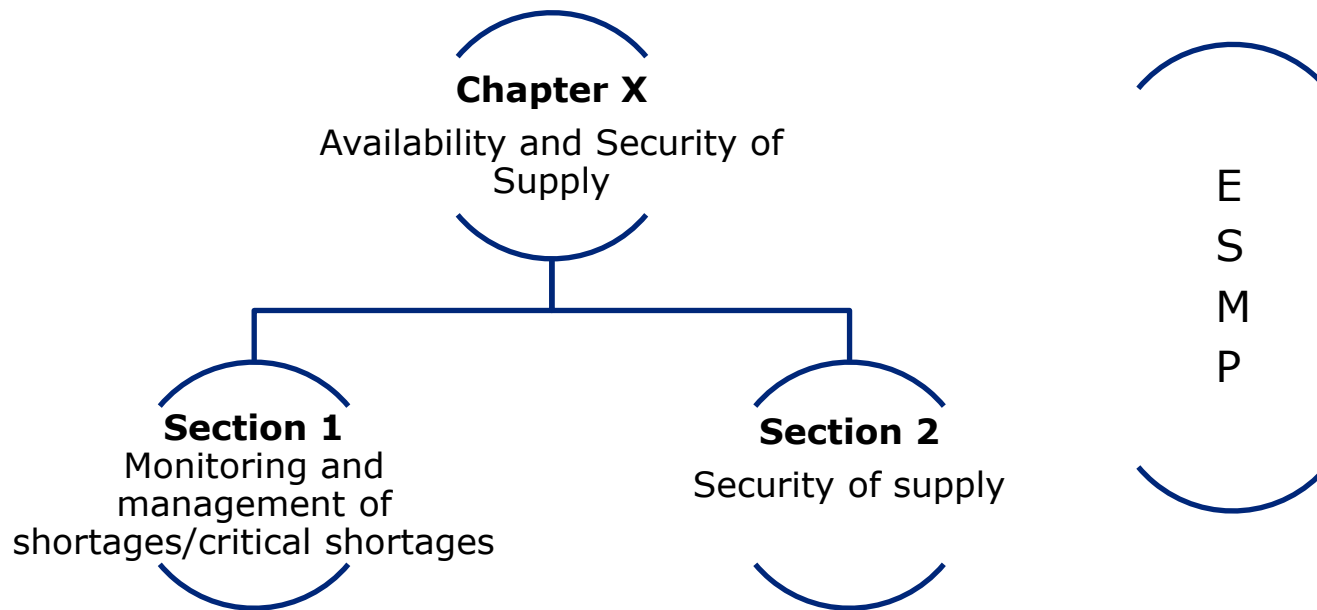 Chapter X
Availability and Security of
Supply
Section 1
Monitoring and
management of
shortages/critical shortages
Section 2
Security of supply
E
S
M
P